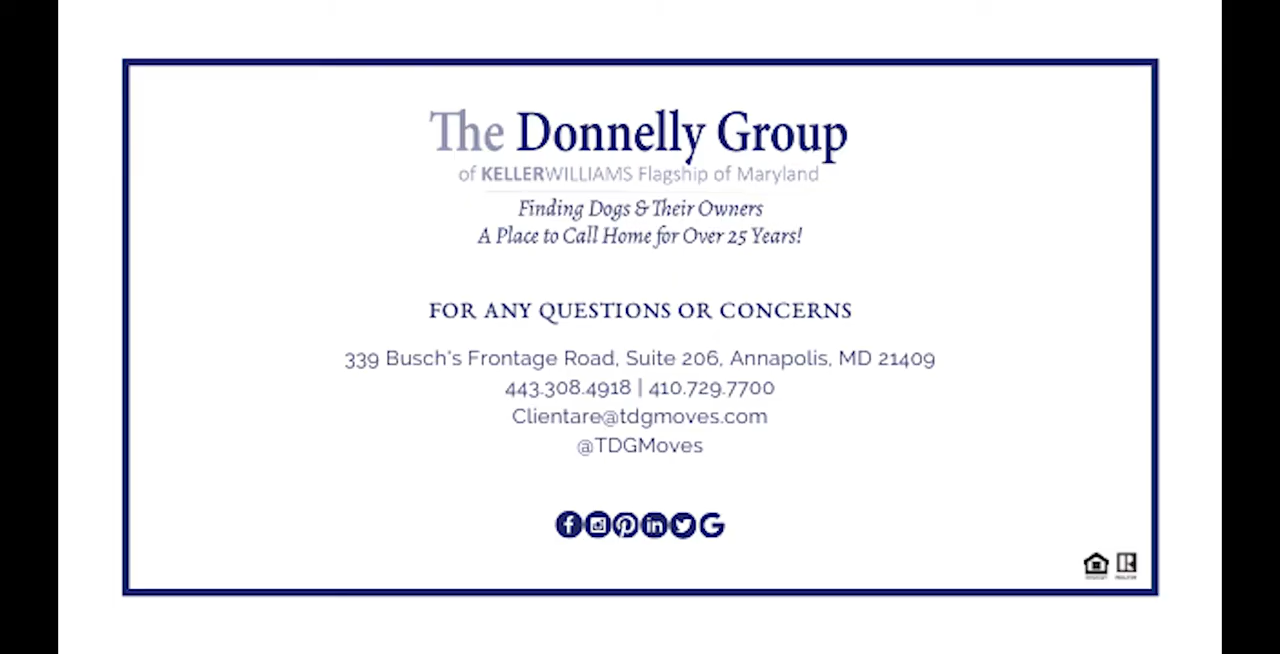 The Donnelly Group
of KELLERWILLIAMS Flagship of Maryland
Finding Dogs & Their Owners
A Place to Call Home for Over 25 Years!
FOR ANY QUESTIONS OR CONCERNS
339 Busch's Frontage Road, Suite 206, Annapolis, MD 21409
443.308.4918 | 410.729.7700
Clientare@tdgmoves.com
@TDGMoves